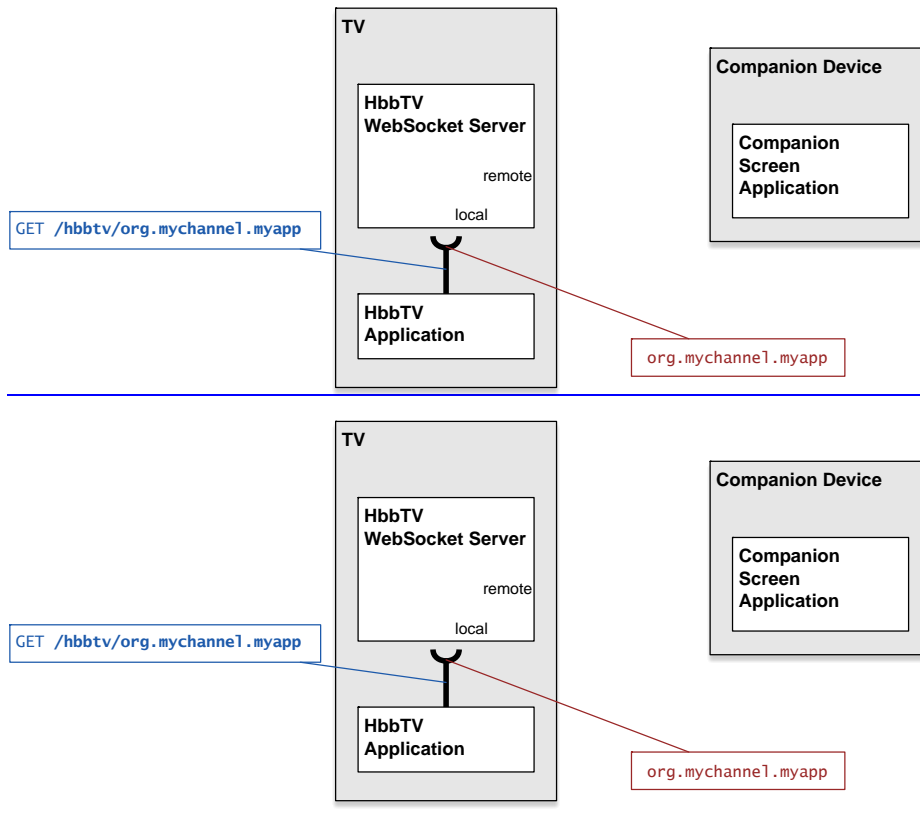 TV
Companion Device
HbbTV
WebSocket Server
Companion
Screen
Application
remote
local
GET /hbbtv/org.mychannel.myapp
HbbTV
Application
org.mychannel.myapp
TV
Companion Device
HbbTV
WebSocket Server
Companion
Screen
Application
remote
local
GET /hbbtv/org.mychannel.myapp
HbbTV
Application
org.mychannel.myapp